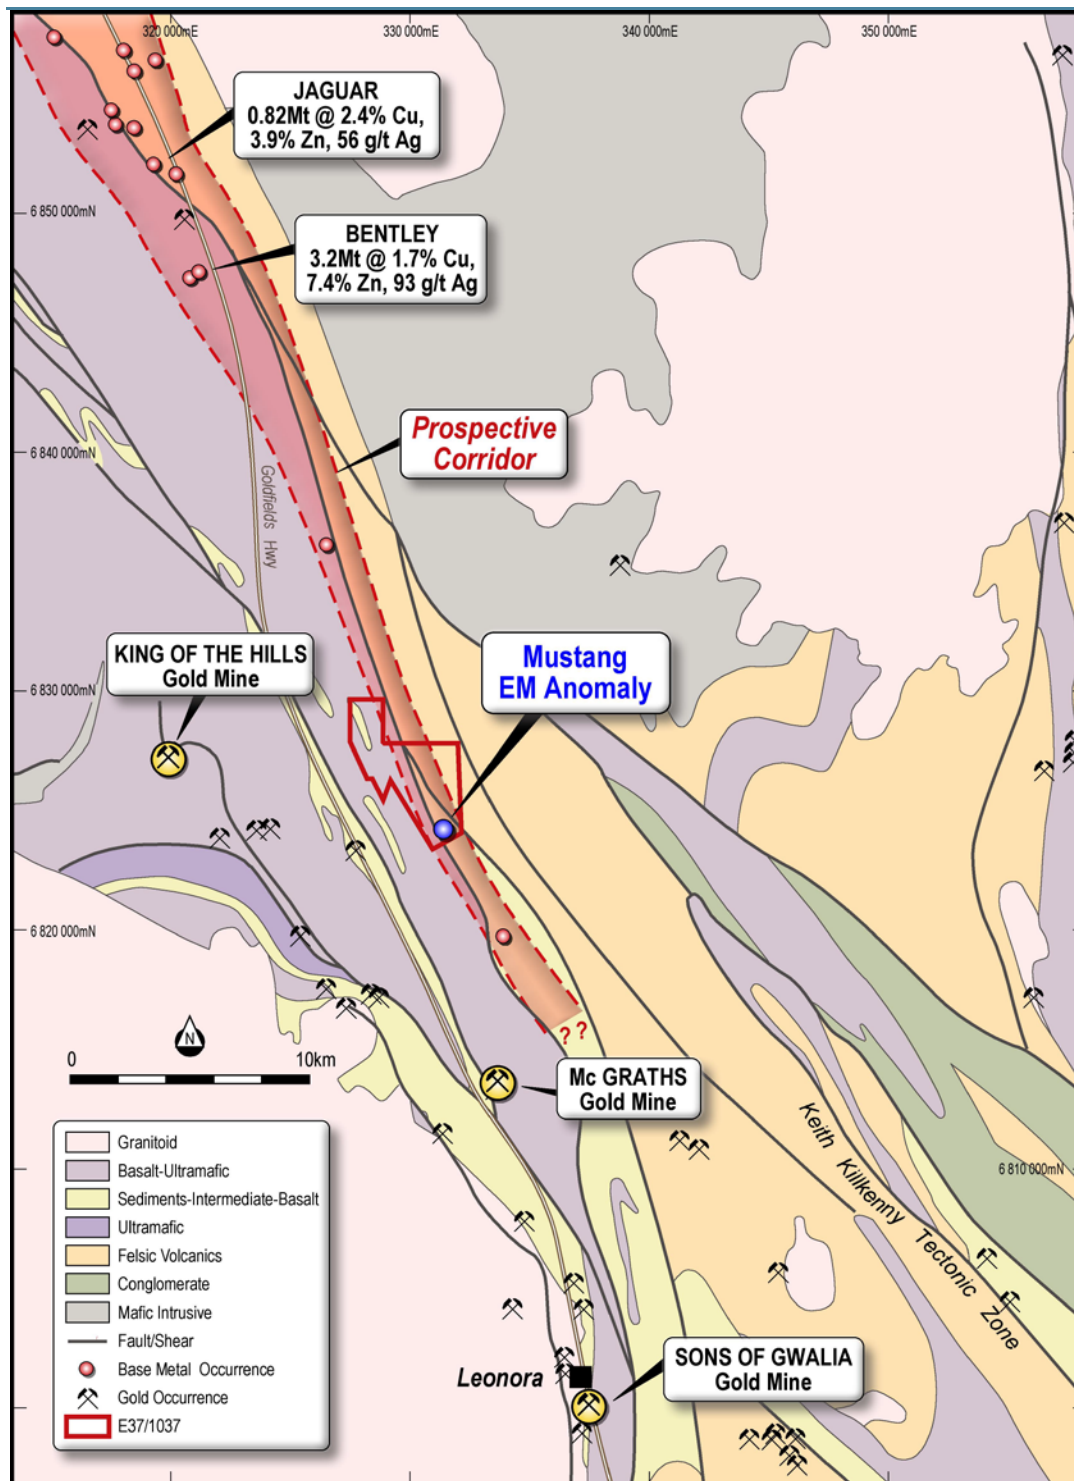 320 000mE
330 000mE
340 000mE
350 000mE
JAGUAR
0.82Mt @ 2.4% Cu,
3.9% Zn, 56 g/t Ag
6 850 000mN
BENTLEY
3.2Mt @ 1.7% Cu,
7.4% Zn, 93 g/t Ag
Prospective
Corridor
6 840 000mN
Goldfields Hwy
KING OF THE HILLS
Gold Mine
Mustang
EM Anomaly
6 830 000mN
6 820 000mN
N
0 10km
? ?
Mc GRATHS
Gold Mine
Keith Killkenny Tectonic Zone
6 810 000mN
Granitoid
Basalt-Ultramafic
Sediments-Intermediate-Basalt
Ultramafic
Felsic Volcanics
Conglomerate
Mafic Intrusive
Fault/Shear
Base Metal Occurrence
Gold Occurrence
E37/1037
Leonora
SONS OF GWALIA
Gold Mine